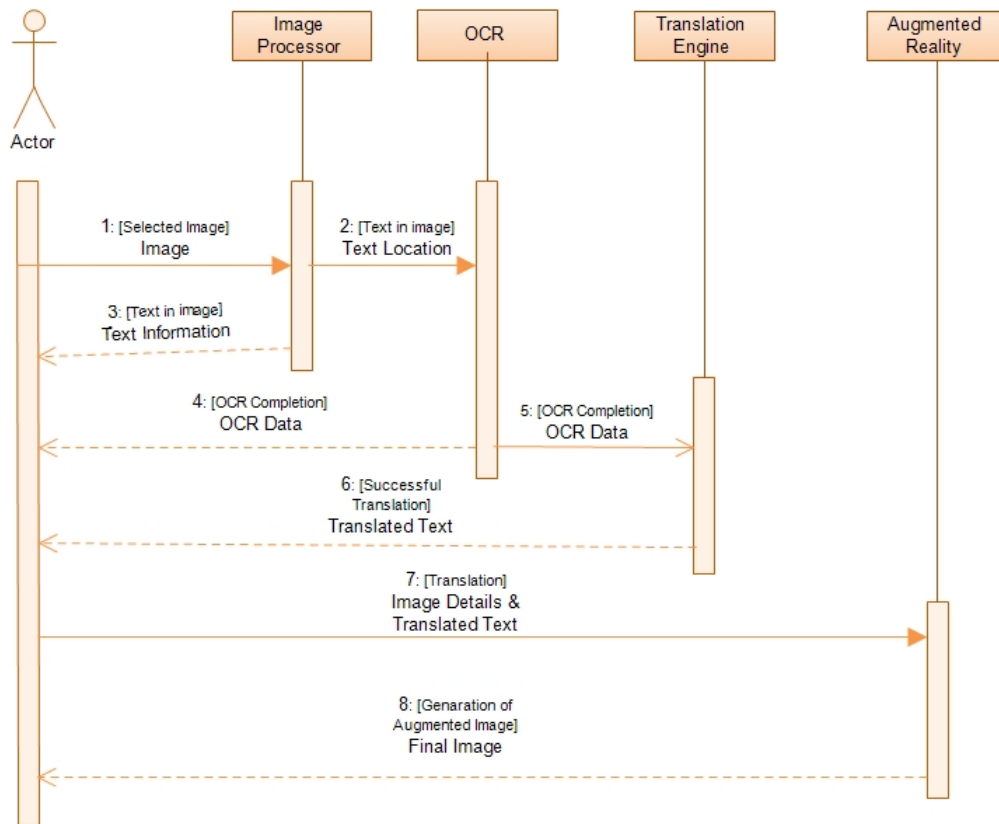 Image
Processor
OCR
Translation
Engine
Augmented
Reality
Actor
1: [Selected Image]
Image
2: [Text in image]
Text Location
3: [Text in image]
Text Information
4: [OCR Completion]
OCR Data
5: [OCR Completion]
OCR Data
6: [Successful
Translation]
Translated Text
7: [Translation]
Image Details &
Translated Text
8: [Genaration of
Augmented Image]
Final Image